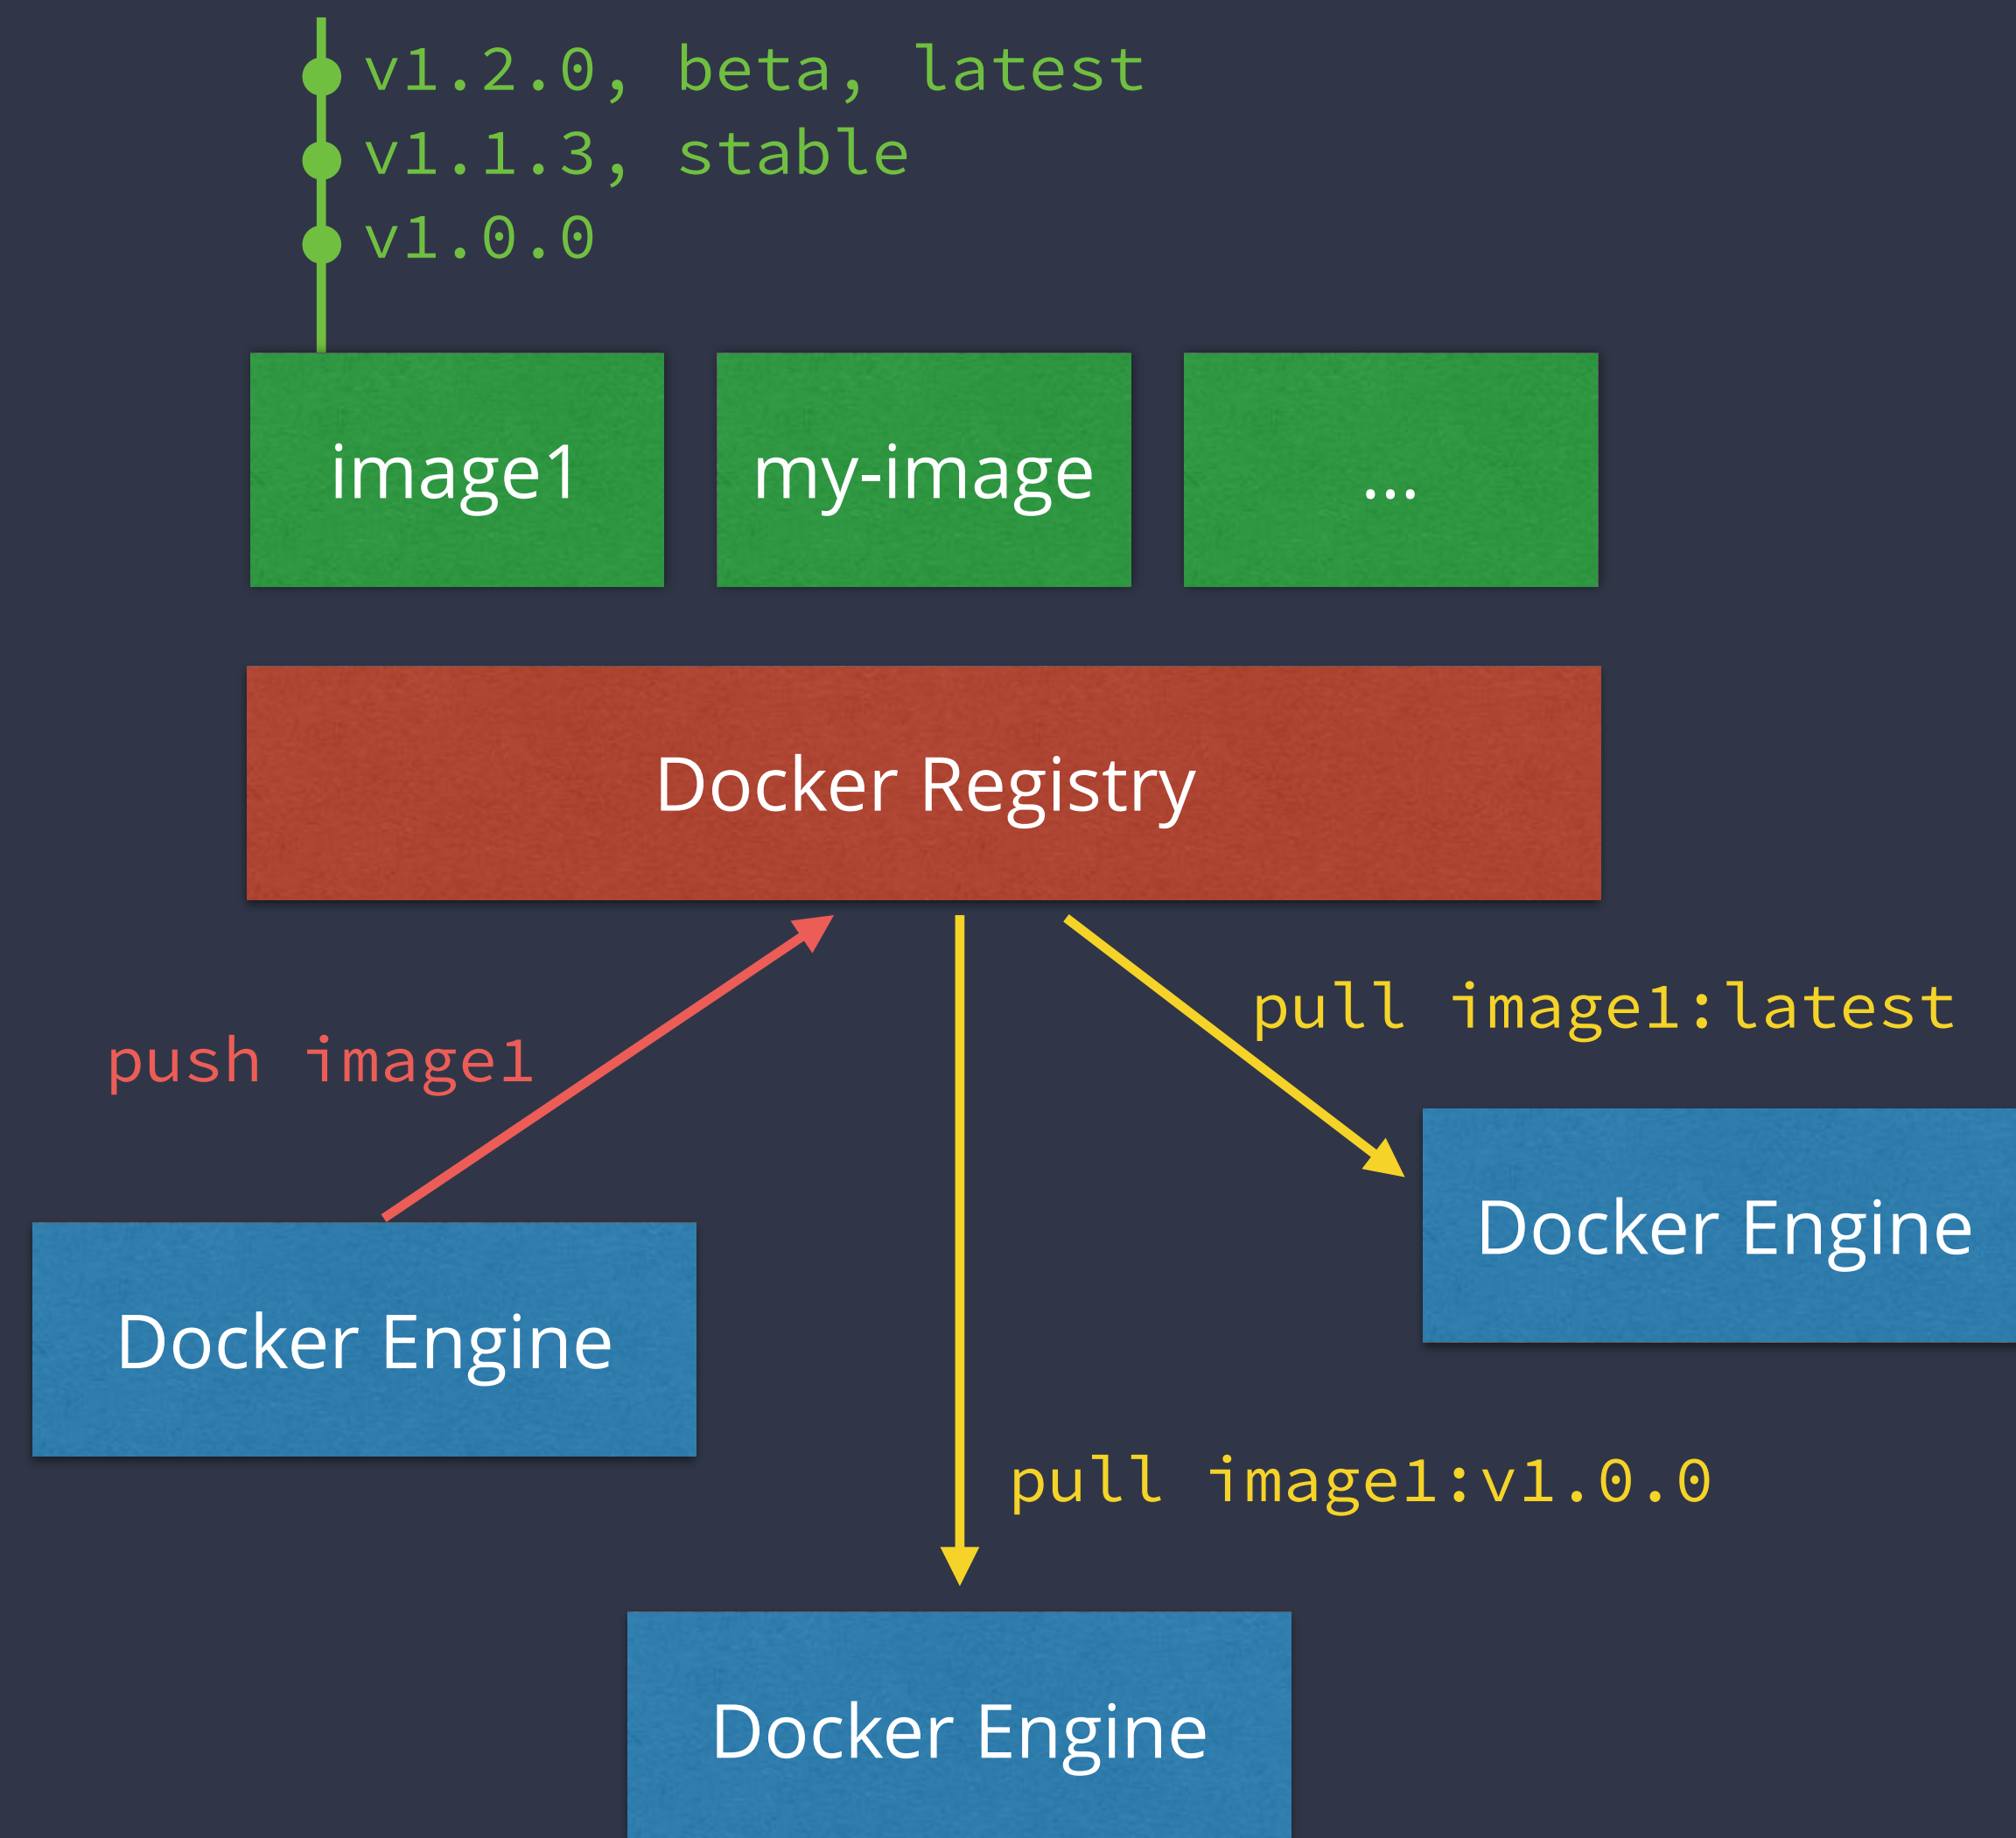 v1.2.0, beta, latest
v1.1.3, stable
v1.0.0
image1
my-image
...
Docker Registry
pull image1:latest
push image1
Docker Engine
Docker Engine
pull image1:v1.0.0
Docker Engine